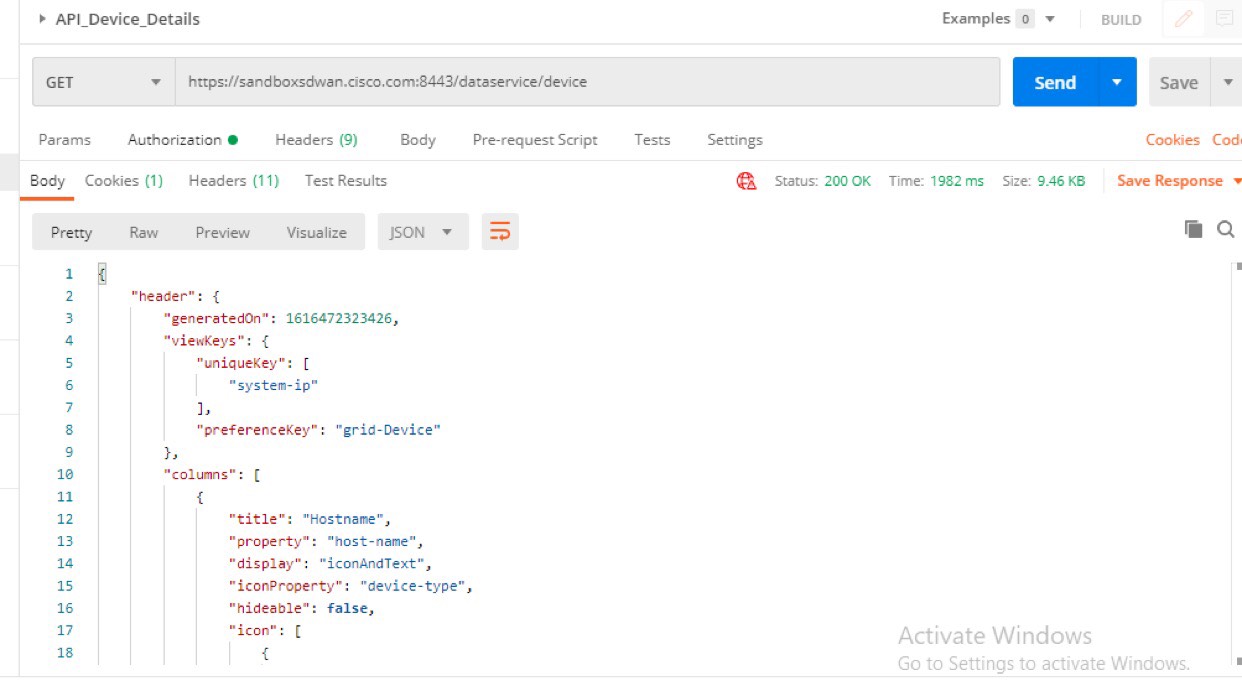 API_Device_Details Examples 0 BUILD
GET https://sandboxsdwan.cisco.com:8443/dataservice/device Send Save
Params Authorization Headers (9) Body Pre-request Script Tests Settings Cookies Cod
Body Cookies (1) Headers (11) Test Results Status: 200 OK Time: 1982 ms Size: 9.46 KB Save Response
Pretty Raw Preview Visualize JSON
1 {
2 "header": {
3 "generatedOn": 1616472323426,
4 "viewKeys": {
5 "uniqueKey": [
6 "system-ip"
7 ],
8 "preferenceKey": "grid-Device"
9 },
10 "columns": [
11 {
12 "title": "Hostname",
13 "property": "host-name",
14 "display": "iconAndText",
15 "iconProperty": "device-type",
16 "hideable": false,
17 "icon": [
18 {
Activate Windows
Go to Settings to activate Windows.